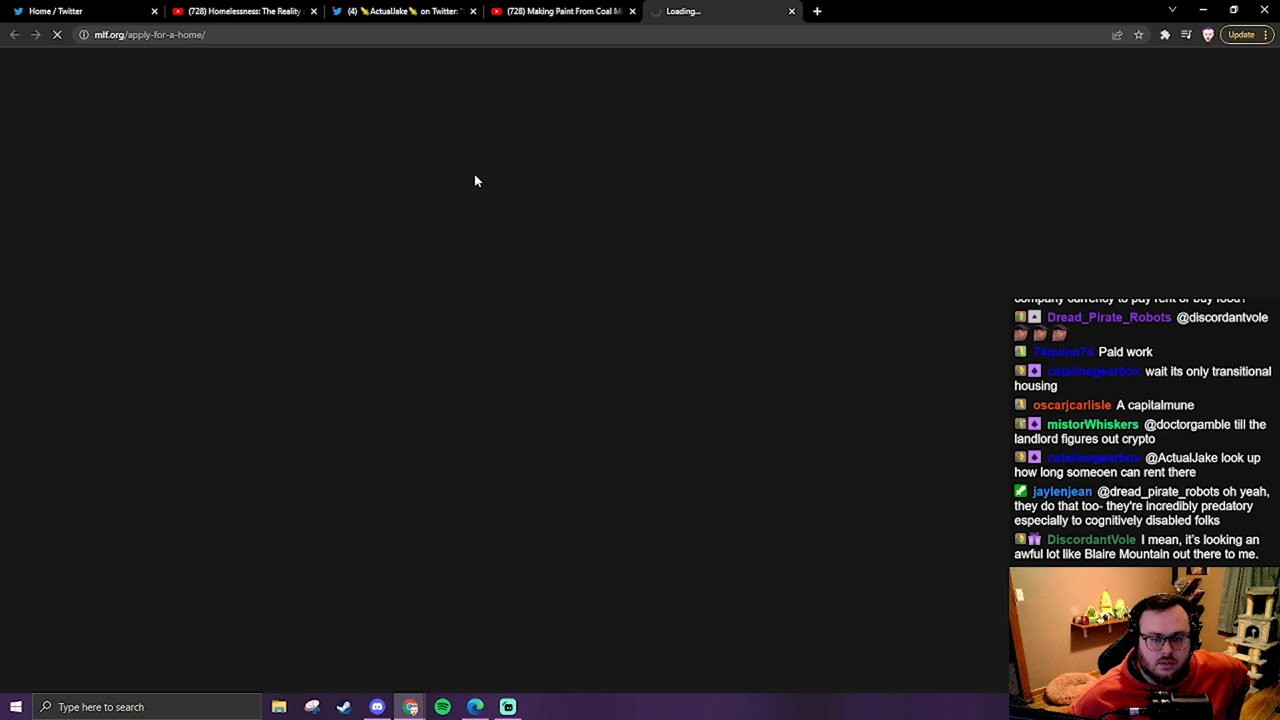 Home / Twitter
(728) Homelessness: The Reality
(4) ActualJake on Twitter: "
(728) Making Paint From Coal Mi
Loading...
mlf.org/apply-for-a-home/
Update
company currency to pay rent or buy food?
Dread_Pirate_Robots @discordantvole
74quinn74 Paid work
catalinagearbox wait its only transitional
housing
oscarjcarlisle A capitalmune
mistorWhiskers @doctorgamble till the
landlord figures out crypto
catalinagearbox @ActualJake look up
how long someoen can rent there
jaylenjean @dread_pirate_robots oh yeah,
they do that too- they're incredibly predatory
especially to cognitively disabled folks
DiscordantVole I mean, it's looking an
awful lot like Blaire Mountain out there to me.
Type here to search